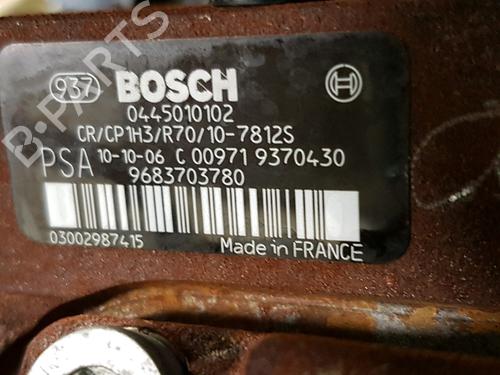 937 BOSCH
0445010102
CR/CP1H3/R70/10-7812S
PSA 10-10-06 C 00971 9370430
9683703780
03002987415 Made in FRANCE
B-PARTS